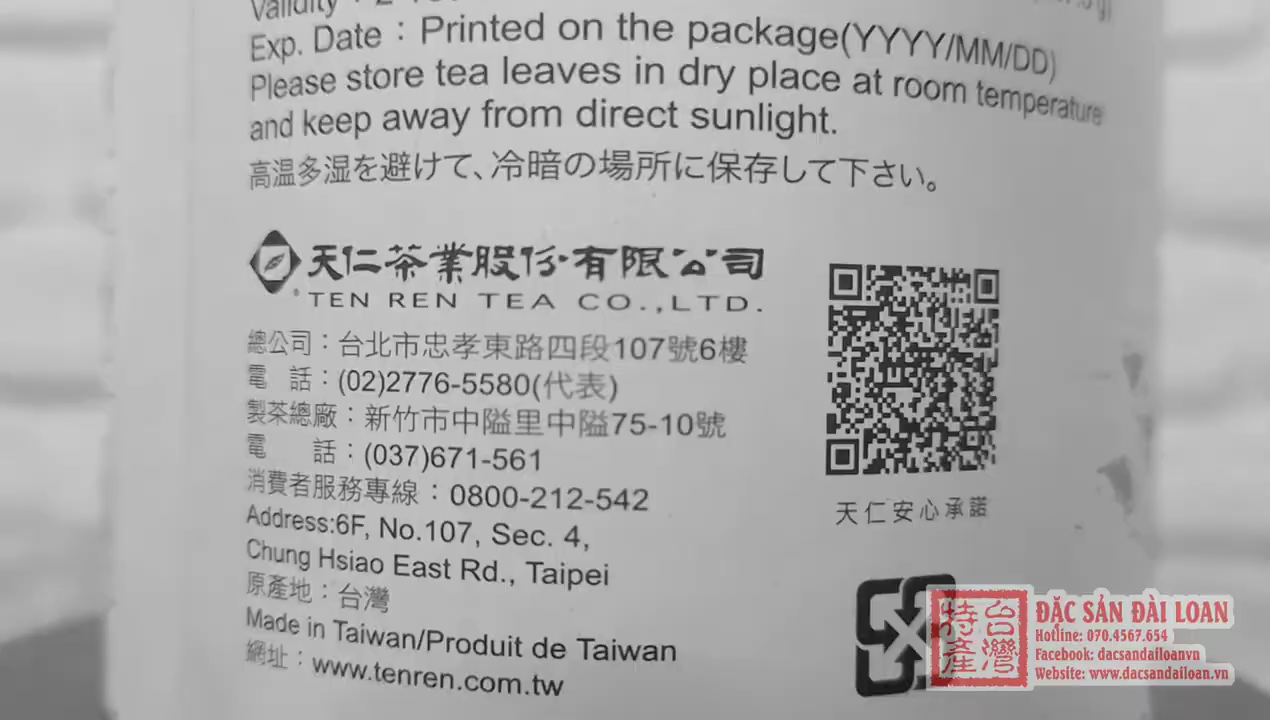 Validity：2
Exp. Date：Printed on the package(YYYY/MM/DD)
Please store tea leaves in dry place at room temperature
and keep away from direct sunlight.
高温多湿を避けて、冷暗の場所に保存して下さい。
天仁茶業股份有限公司
®TEN REN TEA CO.,LTD.
總公司：台北市忠孝東路四段107號6樓
電　話：(02)2776-5580(代表)
製茶總廠：新竹市中隘里中隘75-10號
電　　話：(037)671-561
消費者服務專線：0800-212-542
Address:6F, No.107, Sec. 4,
Chung Hsiao East Rd., Taipei
原產地：台灣
Made in Taiwan/Produit de Taiwan
網址：www.tenren.com.tw
天仁安心承諾
台灣特產
ĐẶC SẢN ĐÀI LOAN
Hotline: 070.4567.654
Facebook: dacsandailoanvn
Website: www.dacsandailoan.vn